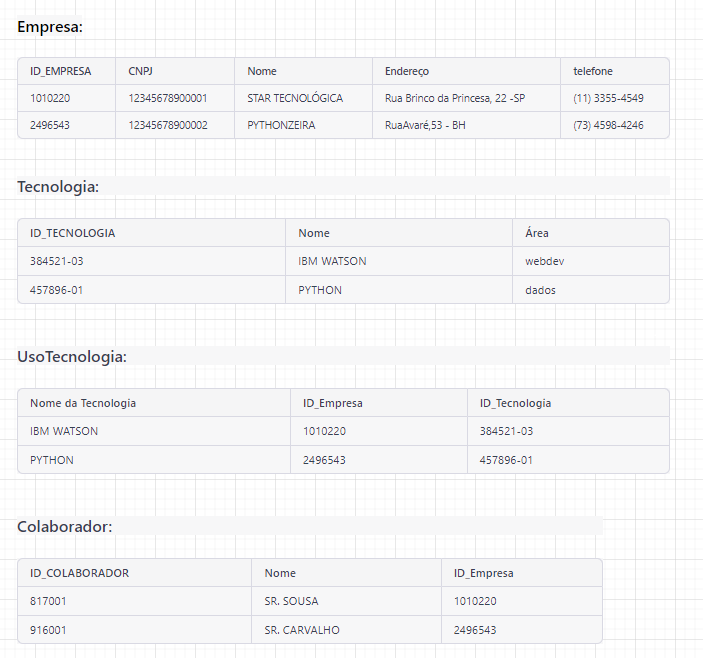 Empresa:
ID_EMPRESA CNPJ Nome Endereço telefone
1010220 12345678900001 STAR TECNOLÓGICA Rua Brinco da Princesa, 22 -SP (11) 3355-4549
2496543 12345678900002 PYTHONZEIRA RuaAvaré,53 - BH (73) 4598-4246
Tecnologia:
ID_TECNOLOGIA Nome Área
384521-03 IBM WATSON webdev
457896-01 PYTHON dados
UsoTecnologia:
Nome da Tecnologia ID_Empresa ID_Tecnologia
IBM WATSON 1010220 384521-03
PYTHON 2496543 457896-01
Colaborador:
ID_COLABORADOR Nome ID_Empresa
817001 SR. SOUSA 1010220
916001 SR. CARVALHO 2496543